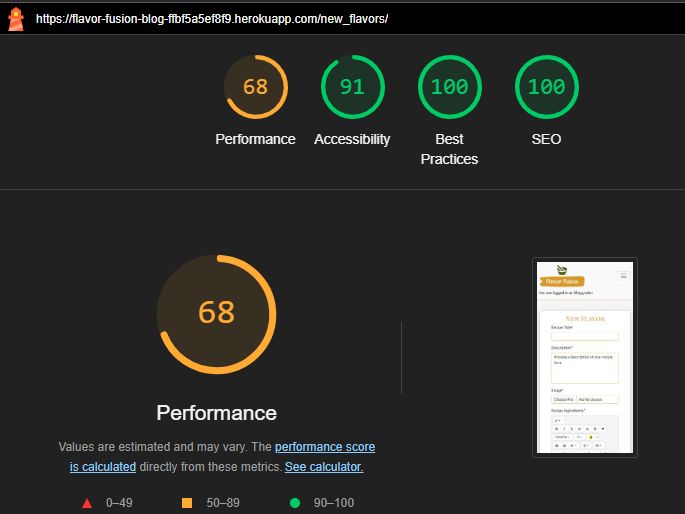 https://flavor-fusion-blog-ffbf5a5ef8f9.herokuapp.com/new_flavors/
68
91
100
100
Performance
Accessibility
Best
Practices
SEO
68
Performance
Values are estimated and may vary. The performance score
is calculated directly from these metrics. See calculator.
0–49
50–89
90–100
Flavor Fusion
You are logged in as
New Flavor
Recipe Title*
Description*
Provide a Description of your recipe
here
Image*
Choose File
No file chosen
Recipe Ingredients*